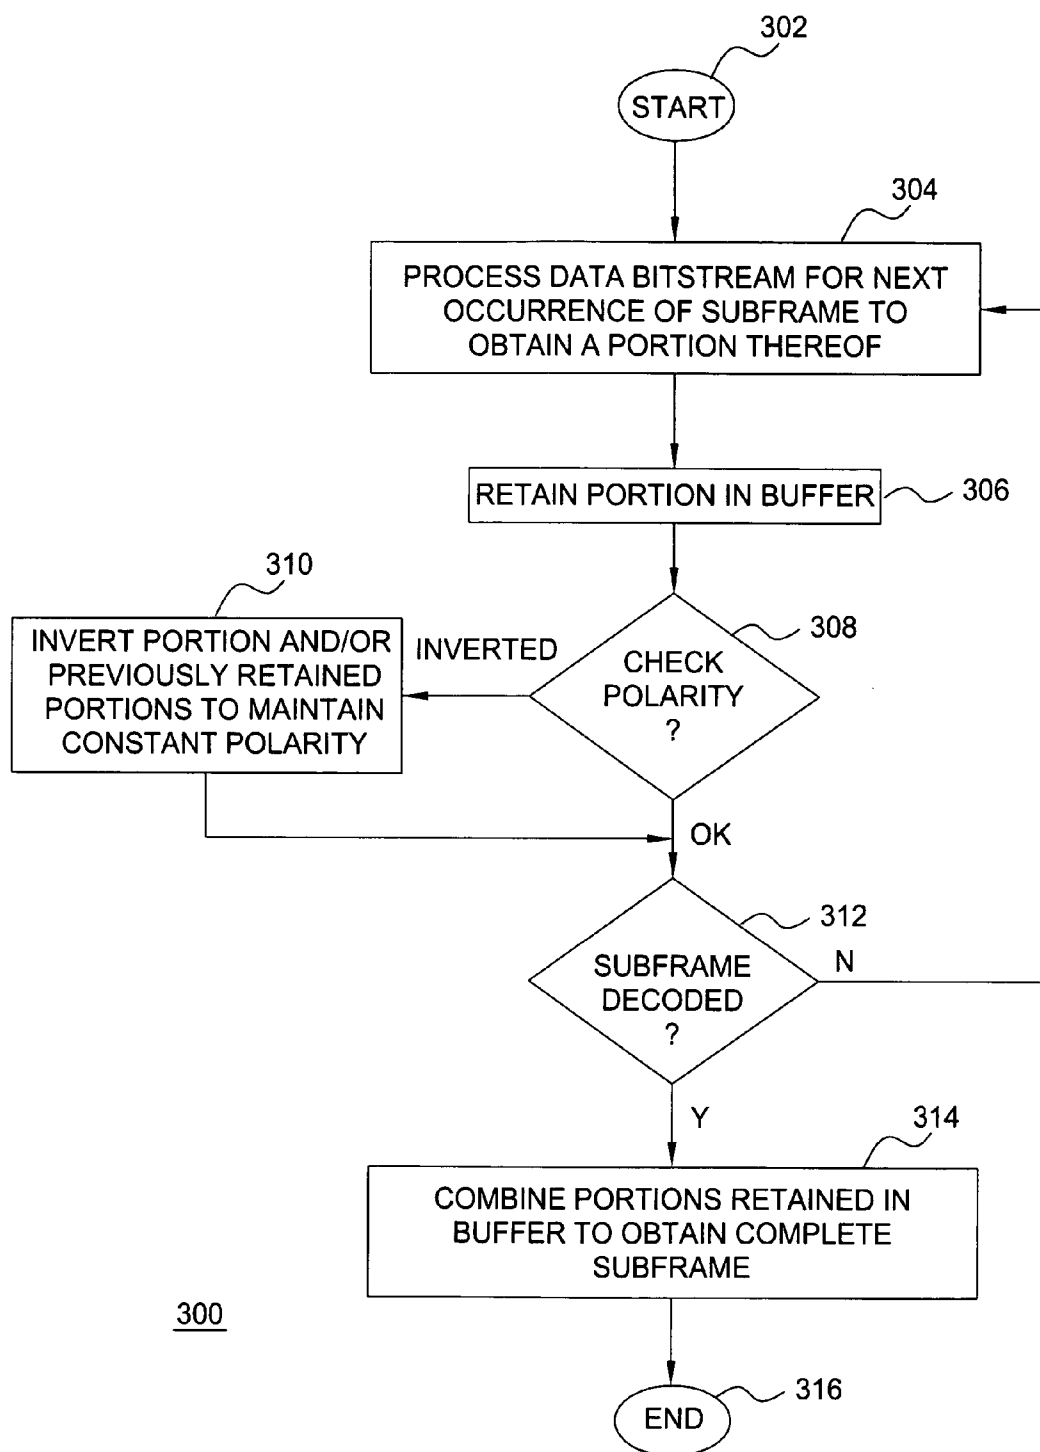 302
START
304
PROCESS DATA BITSTREAM FOR NEXT
OCCURRENCE OF SUBFRAME TO
OBTAIN A PORTION THEREOF
RETAIN PORTION IN BUFFER
306
310
INVERT PORTION AND/OR
PREVIOUSLY RETAINED
PORTIONS TO MAINTAIN
CONSTANT POLARITY
INVERTED
308
CHECK
POLARITY
?
OK
312
SUBFRAME
DECODED
?
N
Y
314
COMBINE PORTIONS RETAINED IN
BUFFER TO OBTAIN COMPLETE
SUBFRAME
300
316
END